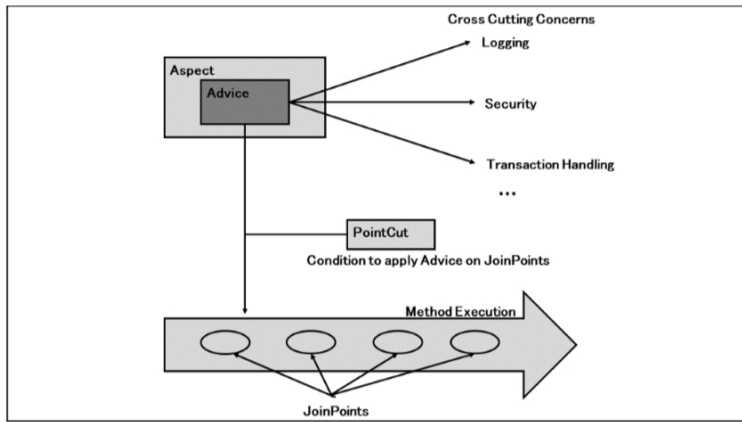 Cross Cutting Concerns
Logging
Aspect
Advice
Security
Transaction Handling
...
PointCut
Condition to apply Advice on JoinPoints
Method Execution
JoinPoints